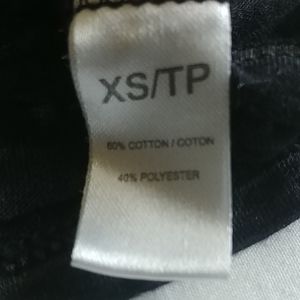 XS/TP
60% COTTON / COTON
40% POLYESTER